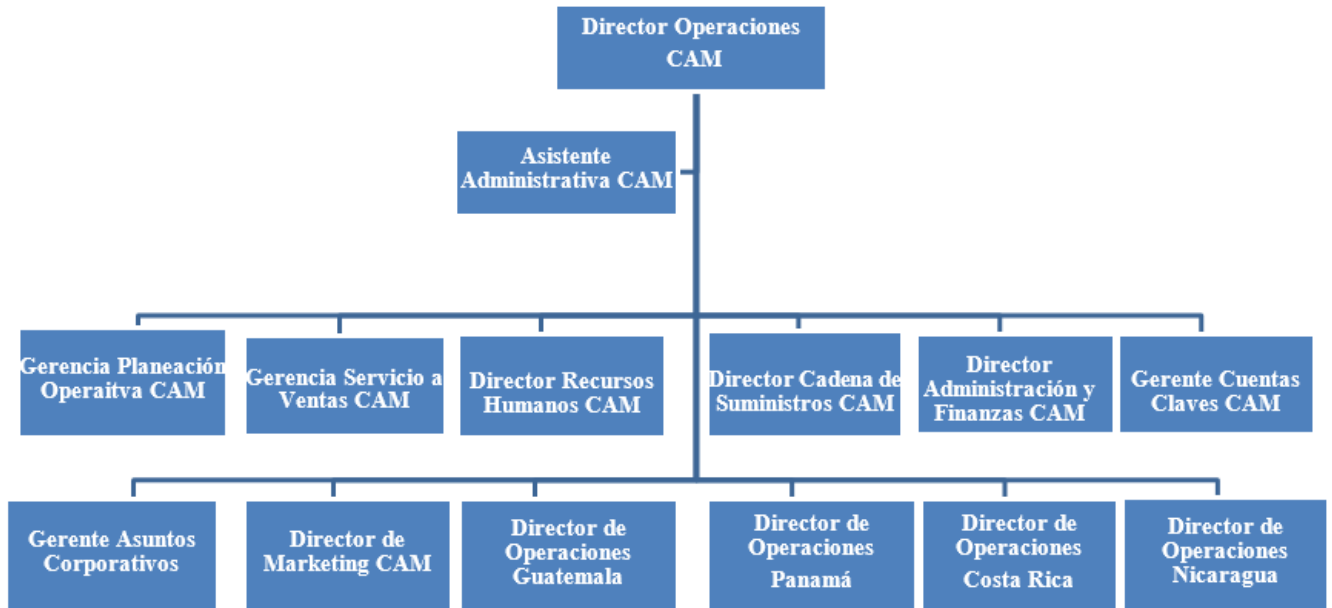 Director Operaciones
CAM
Asistente
Administrativa CAM
Gerencia Planeación
Operaitva CAM
Gerencia Servicio a
Ventas CAM
Director Recursos
Humanos CAM
Director Cadena de
Suministros CAM
Director
Administración y
Finanzas CAM
Gerente Cuentas
Claves CAM
Gerente Asuntos
Corporativos
Director de
Marketing CAM
Director de
Operaciones
Guatemala
Director de
Operaciones
Panamá
Director de
Operaciones
Costa Rica
Director de
Operaciones
Nicaragua